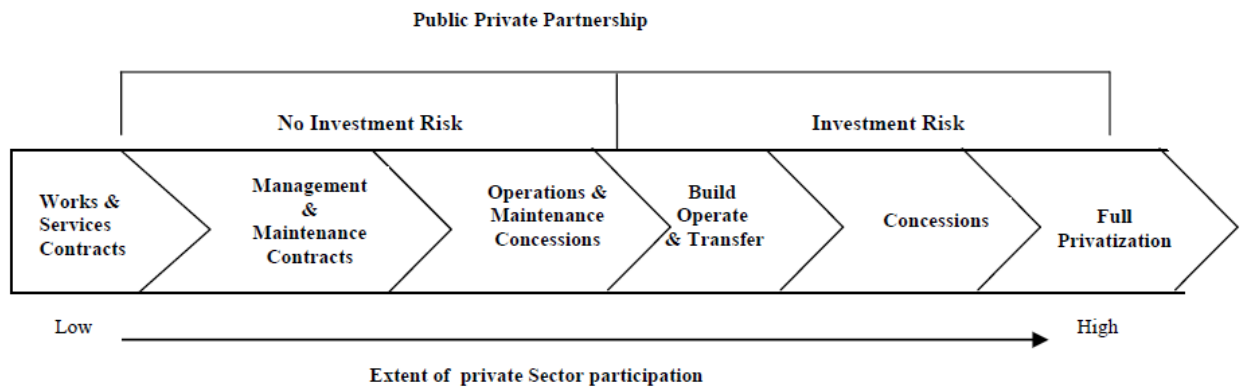 Public Private Partnership
No Investment Risk
Investment Risk
Works &
Services
Contracts
Management
&
Maintenance
Contracts
Operations &
Maintenance
Concessions
Build
Operate
& Transfer
Concessions
Full
Privatization
Low
High
Extent of private Sector participation